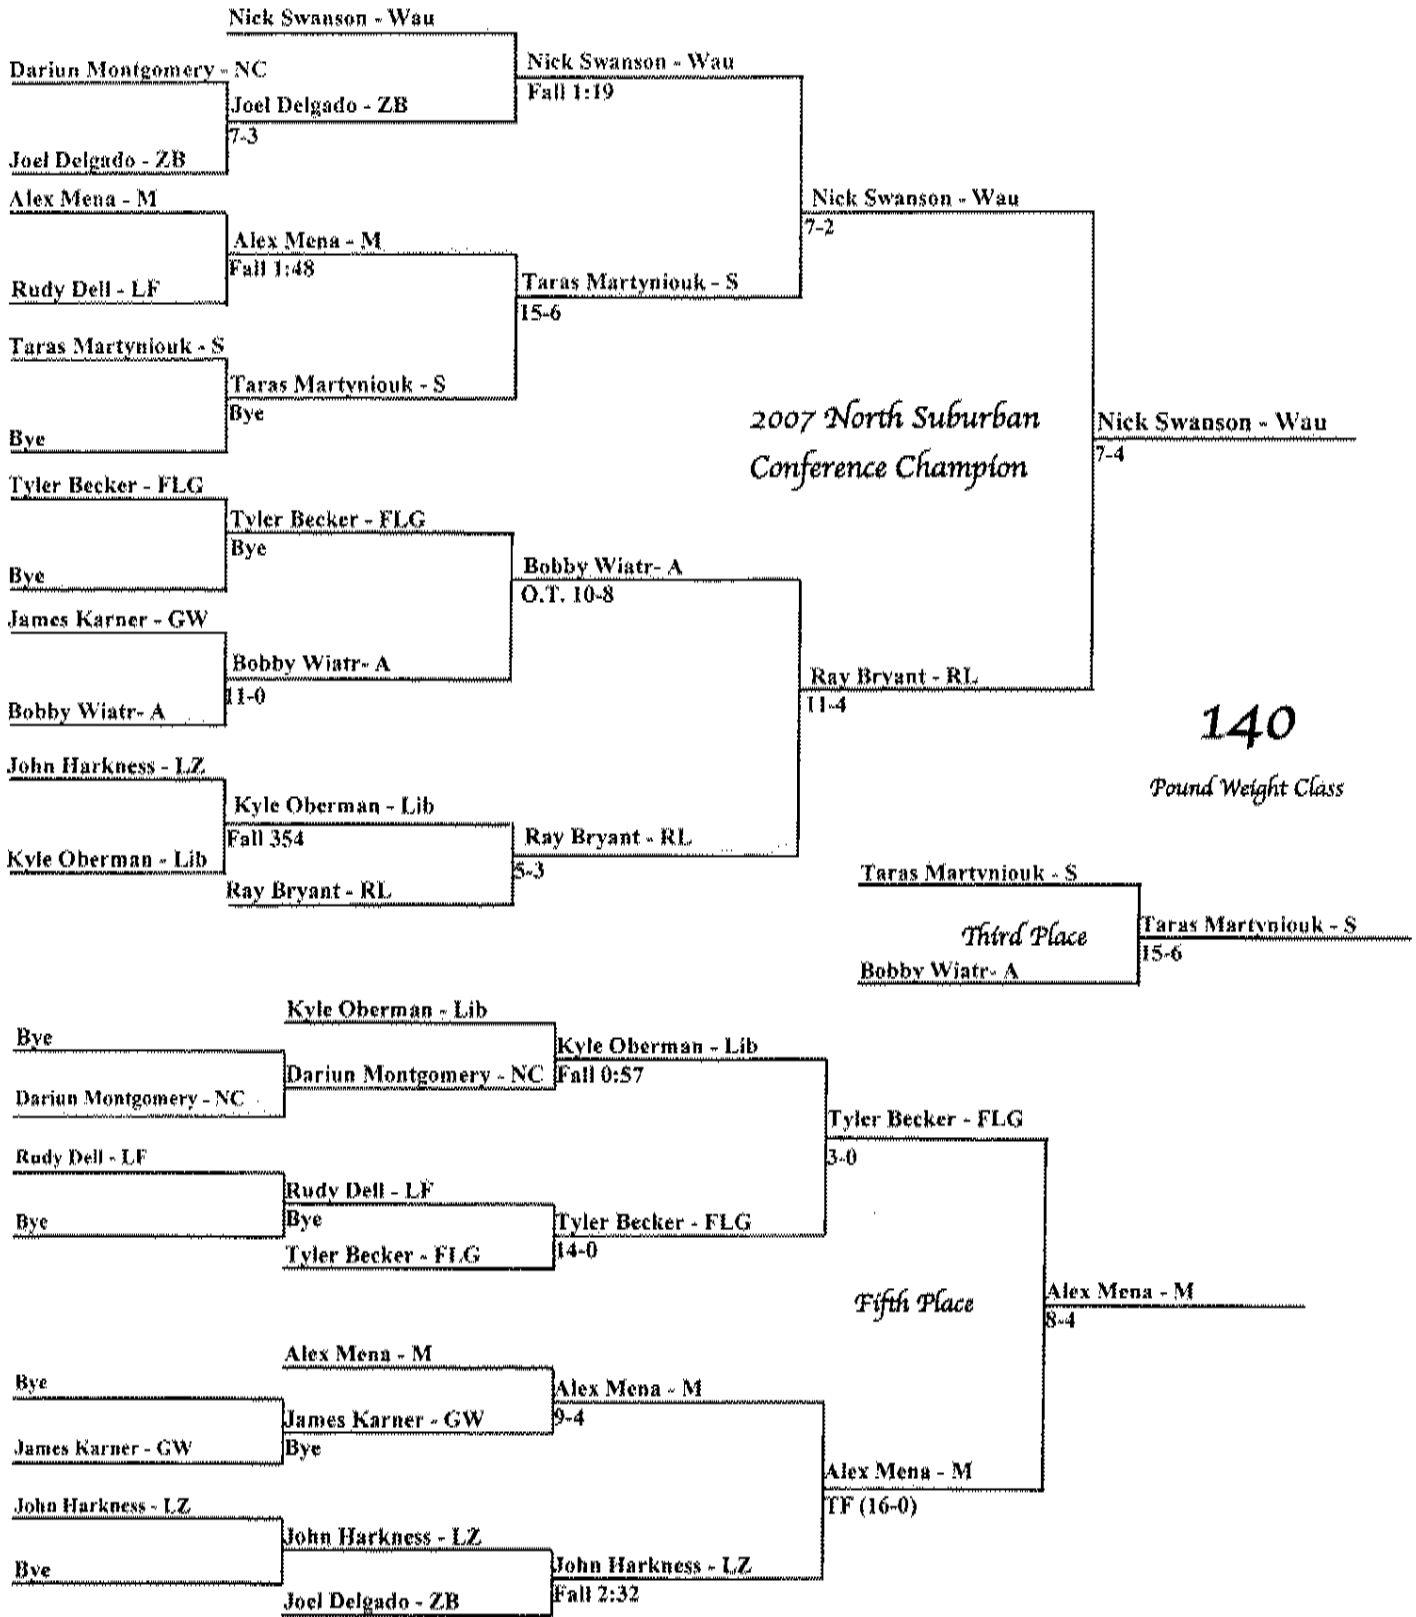 Nick Swanson - Wau
Dariun Montgomery - NC
Nick Swanson - Wau
Fall 1:19
Joel Delgado - ZB
7-3
Joel Delgado - ZB
Alex Mena - M
Nick Swanson - Wau
7-2
Alex Mena - M
Fall 1:48
Rudy Dell - LF
Taras Martyniouk - S
15-6
Taras Martyniouk - S
Taras Martyniouk - S
Bye
Bye
2007 North Suburban
Conference Champion
Nick Swanson - Wau
7-4
Tyler Becker - FLG
Tyler Becker - FLG
Bye
Bye
Bobby Wiatr- A
O.T. 10-8
James Karner - GW
Bobby Wiatr- A
11-0
Bobby Wiatr- A
Ray Bryant - RL
11-4
140
Pound Weight Class
John Harkness - LZ
Kyle Oberman - Lib
Fall 354
Kyle Oberman - Lib
Ray Bryant - RL
5-3
Ray Bryant - RL
Taras Martyniouk - S
Third Place
Taras Martyniouk - S
15-6
Bobby Wiatr- A
Kyle Oberman - Lib
Bye
Kyle Oberman - Lib
Fall 0:57
Dariun Montgomery - NC
Dariun Montgomery - NC
Tyler Becker - FLG
3-0
Rudy Dell - LF
Rudy Dell - LF
Bye
Bye
Tyler Becker - FLG
14-0
Tyler Becker - FLG
Fifth Place
Alex Mena - M
8-4
Alex Mena - M
Bye
Alex Mena - M
9-4
James Karner - GW
Bye
James Karner - GW
Alex Mena - M
TF (16-0)
John Harkness - LZ
John Harkness - LZ
Bye
John Harkness - LZ
Fall 2:32
Joel Delgado - ZB